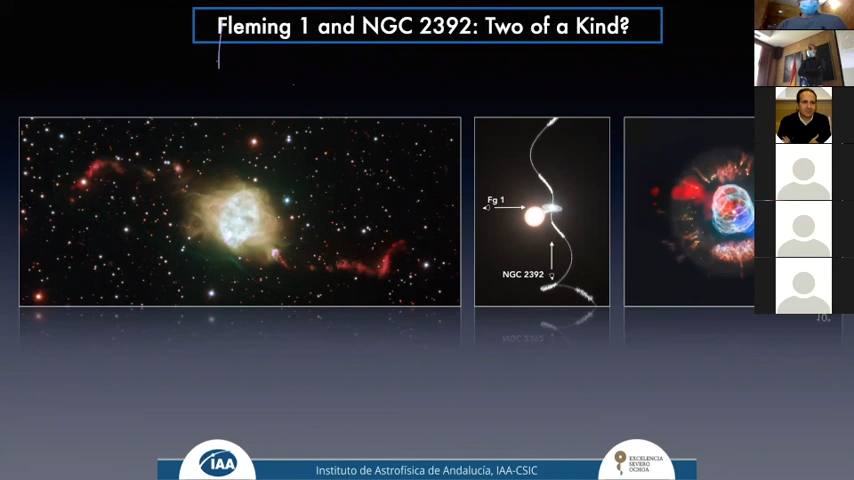 Fleming 1 and NGC 2392: Two of a Kind?
Fg 1
NGC 2392
10"
IAA
Instituto de Astrofísica de Andalucía, IAA-CSIC
EXCELENCIA
SEVERO
OCHOA